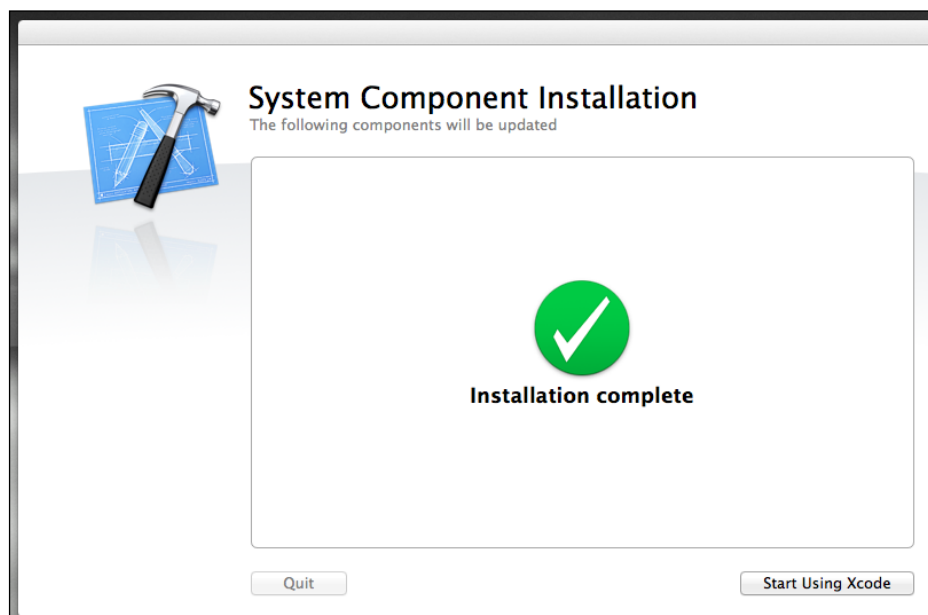 System Component Installation
The following components will be updated
Installation complete
Quit
Start Using Xcode